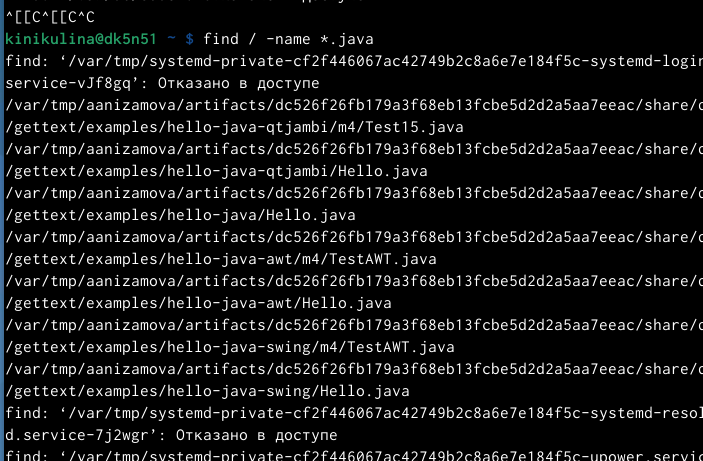 ^[[C^[[C^C
kinikulina@dk5n51 ~ $ find / -name *.java
find: ‘/var/tmp/systemd-private-cf2f446067ac42749b2c8a6e7e184f5c-systemd-login
service-vJf8gq’: Отказано в доступе
/var/tmp/aanizamova/artifacts/dc526f26fb179a3f68eb13fcbe5d2d2a5aa7eeac/share/d
/gettext/examples/hello-java-qtjambi/m4/Test15.java
/var/tmp/aanizamova/artifacts/dc526f26fb179a3f68eb13fcbe5d2d2a5aa7eeac/share/d
/gettext/examples/hello-java-qtjambi/Hello.java
/var/tmp/aanizamova/artifacts/dc526f26fb179a3f68eb13fcbe5d2d2a5aa7eeac/share/d
/gettext/examples/hello-java/Hello.java
/var/tmp/aanizamova/artifacts/dc526f26fb179a3f68eb13fcbe5d2d2a5aa7eeac/share/d
/gettext/examples/hello-java-awt/m4/TestAWT.java
/var/tmp/aanizamova/artifacts/dc526f26fb179a3f68eb13fcbe5d2d2a5aa7eeac/share/d
/gettext/examples/hello-java-awt/Hello.java
/var/tmp/aanizamova/artifacts/dc526f26fb179a3f68eb13fcbe5d2d2a5aa7eeac/share/d
/gettext/examples/hello-java-swing/m4/TestAWT.java
/var/tmp/aanizamova/artifacts/dc526f26fb179a3f68eb13fcbe5d2d2a5aa7eeac/share/d
/gettext/examples/hello-java-swing/Hello.java
find: ‘/var/tmp/systemd-private-cf2f446067ac42749b2c8a6e7e184f5c-systemd-resol
d.service-7j2wgr’: Отказано в доступе
find: ‘/var/tmp/systemd-private-cf2f446067ac42749b2c8a6e7e184f5c-upower.servic